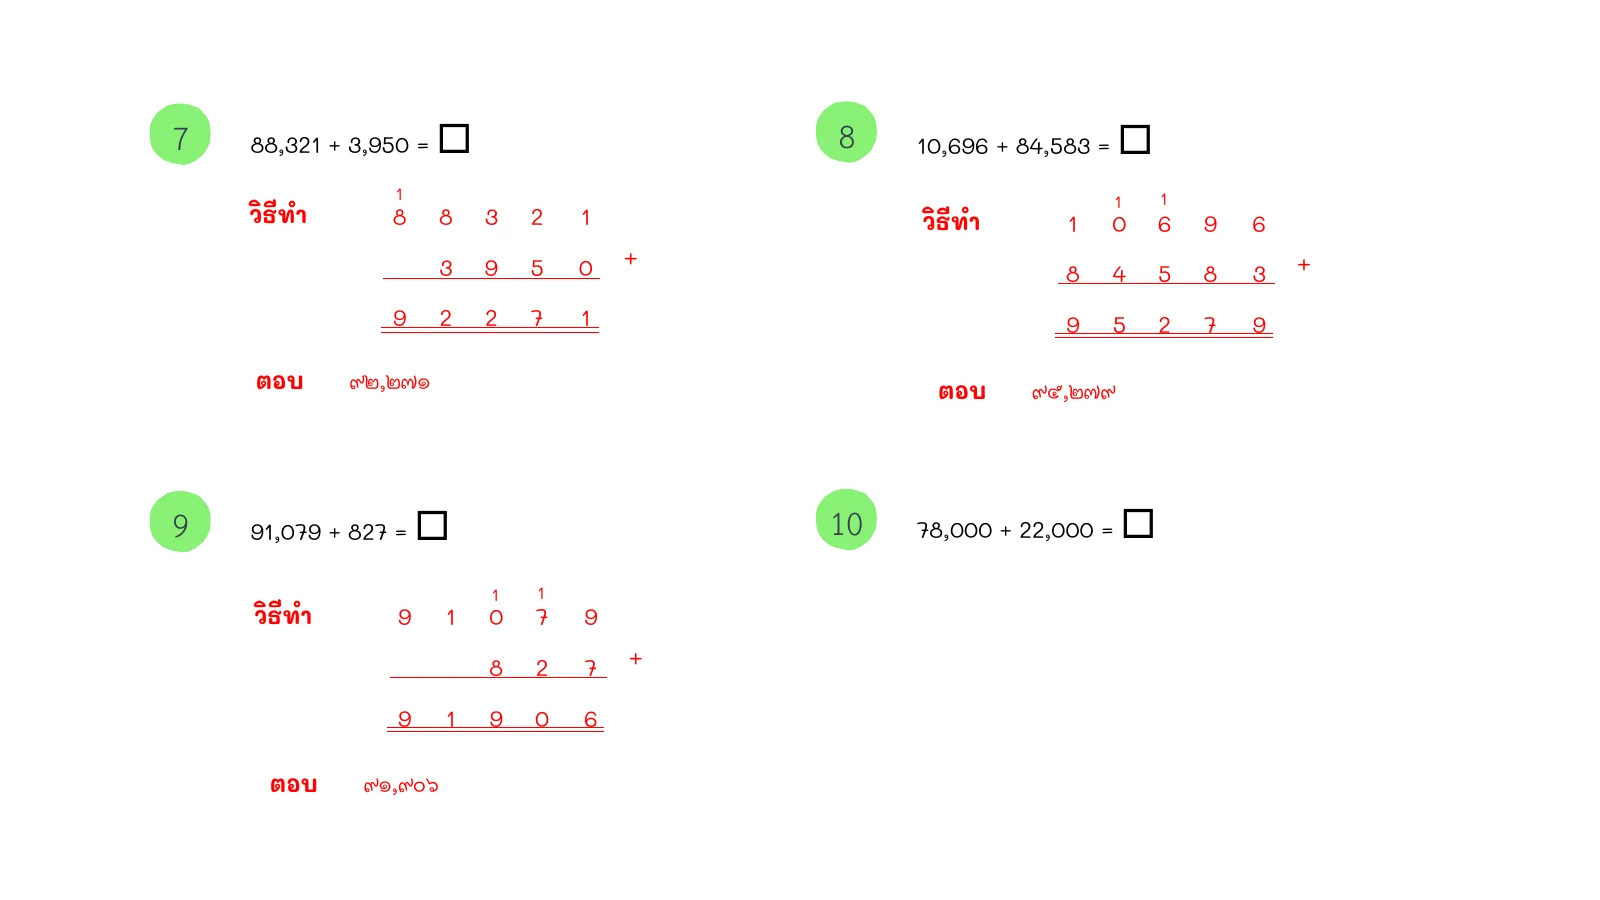 7
88,321 + 3,950 = □
1
วิธีทำ 8 8 3 2 1
3 9 5 0 +
9 2 2 7 1
ตอบ ๙๒,๒๗๑
8
10,696 + 84,583 = □
1 1
วิธีทำ 1 0 6 9 6
8 4 5 8 3 +
9 5 2 7 9
ตอบ ๙๕,๒๗๙
9
91,079 + 827 = □
1 1
วิธีทำ 9 1 0 7 9
8 2 7 +
9 1 9 0 6
ตอบ ๙๑,๙๐๖
10
78,000 + 22,000 = □